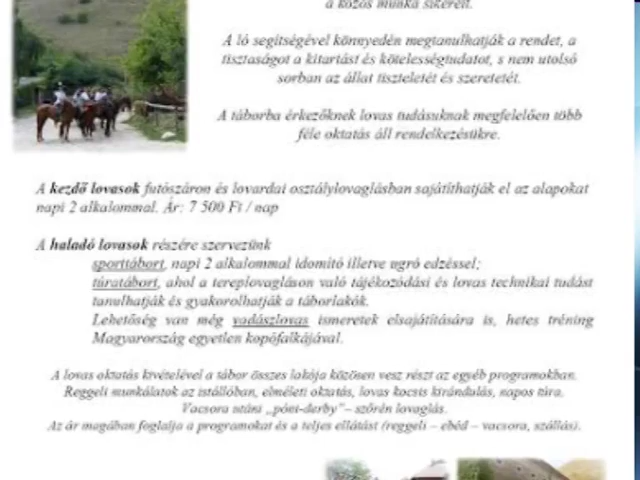 a közös munka sikereit.
A ló segítségével könnyedén megtanulhatják a rendet, a
tisztaságot a kitartást és kötelességtudatot, s nem utolsó
sorban az állat tiszteletét és szeretetét.
A táborba érkezőknek lovas tudásuknak megfelelően több
féle oktatás áll rendelkezésükre.
A kezdő lovasok futószáron és lovardai osztálylovaglásban sajátíthatják el az alapokat
napi 2 alkalommal. Ár: 7 500 Ft / nap
A haladó lovasok részére szervezünk
sporttábort, napi 2 alkalommal idomító illetve ugró edzéssel;
túratábort, ahol a tereplovagláson való tájékozódási és lovas technikai tudást
tanulhatják és gyakorolhatják a táborlakók.
Lehetőség van még vadászlovas ismeretek elsajátítására is, hetes tréning
Magyarország egyetlen kopófalkájával.
A lovas oktatás kivételével a tábor összes lakója közösen vesz részt az egyéb programokban.
Reggeli munkálatok az istállóban, elméleti oktatás, lovas kocsis kirándulás, napos túra.
Vacsora utáni „póni-derby” – szőrén lovaglás.
Az ár magában foglalja a programokat és a teljes ellátást (reggeli – ebéd – vacsora, szállás).